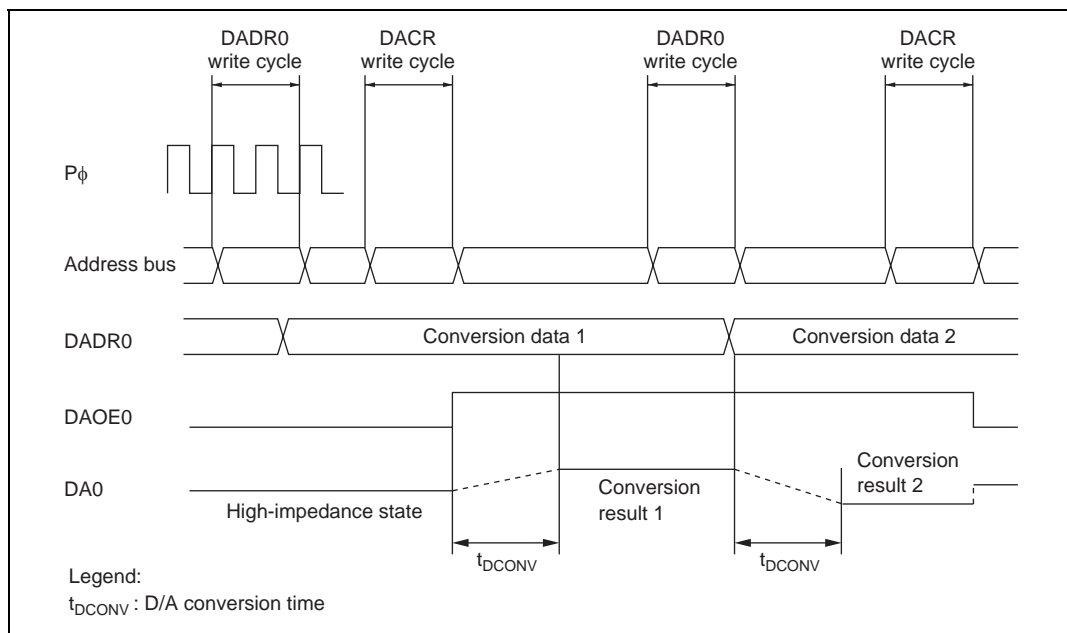 DADR0
write cycle
DACR
write cycle
DADR0
write cycle
DACR
write cycle
Pϕ
Address bus
DADR0
Conversion data 1
Conversion data 2
DAOE0
DA0
High-impedance state
Conversion
result 1
Conversion
result 2
tDCONV
tDCONV
Legend:
tDCONV : D/A conversion time